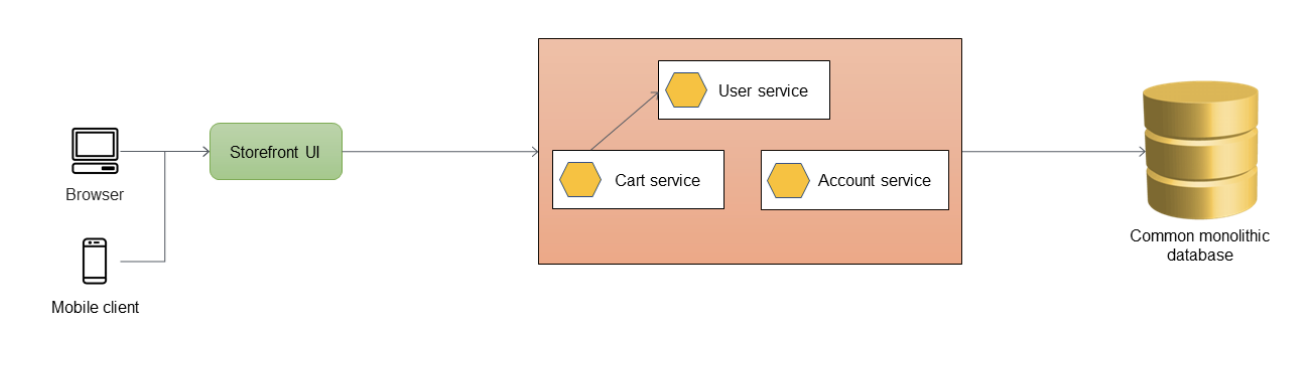 Browser
Mobile client
Storefront UI
User service
Cart service
Account service
Common monolithic
database